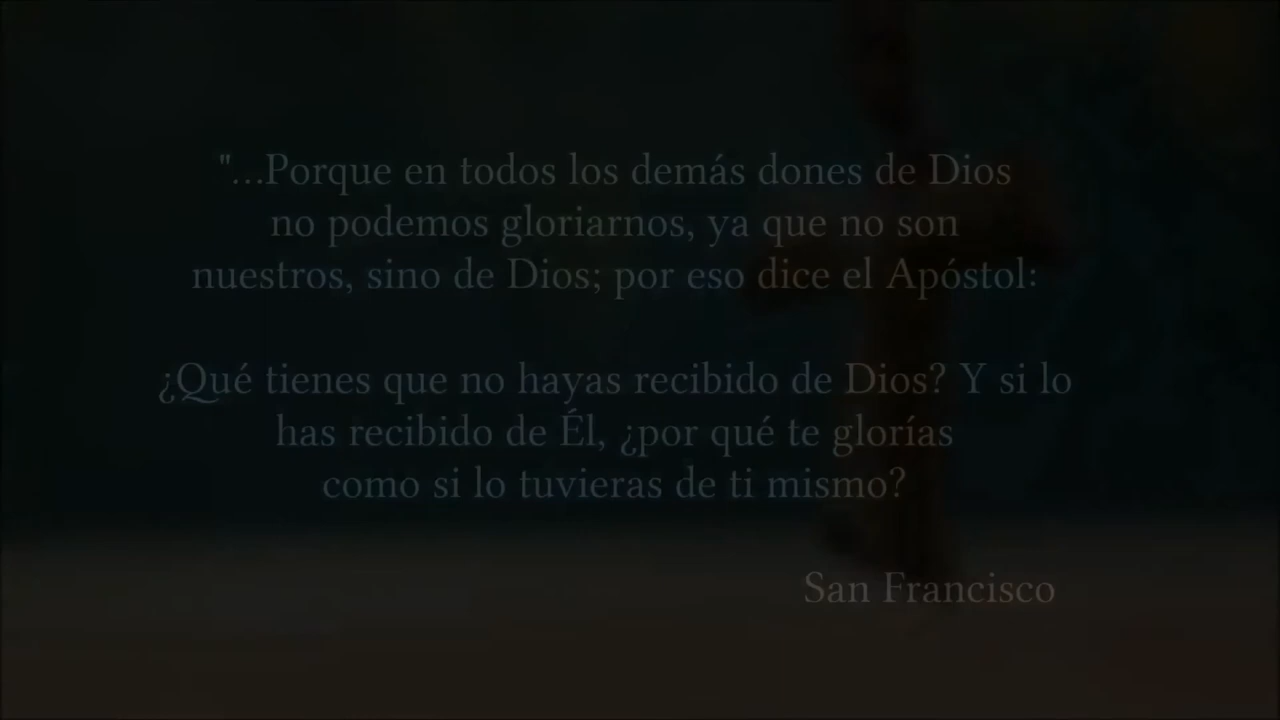 "...Porque en todos los demás dones de Dios
no podemos gloriarnos, ya que no son
nuestros, sino de Dios; por eso dice el Apóstol:
¿Qué tienes que no hayas recibido de Dios? Y si lo
has recibido de Él, ¿por qué te glorías
como si lo tuvieras de ti mismo?
San Francisco